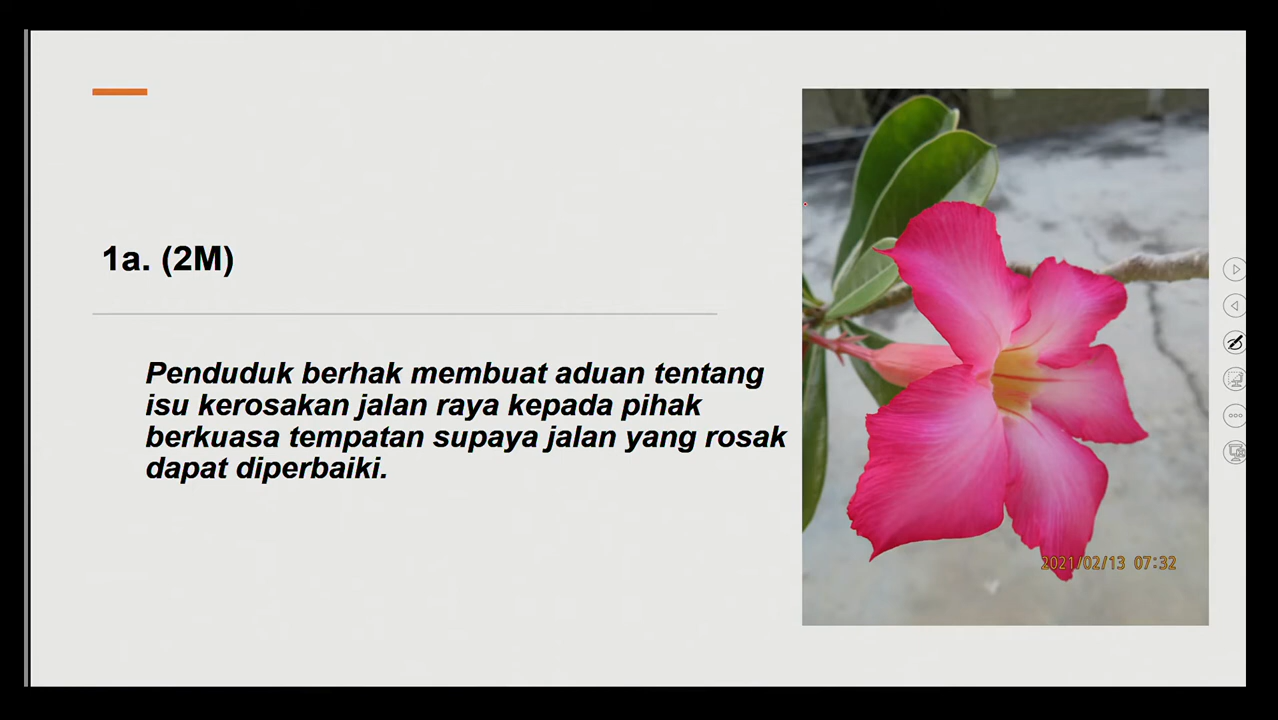 1a. (2M)
Penduduk berhak membuat aduan tentang
isu kerosakan jalan raya kepada pihak
berkuasa tempatan supaya jalan yang rosak
dapat diperbaiki.
2021/02/13 07:32